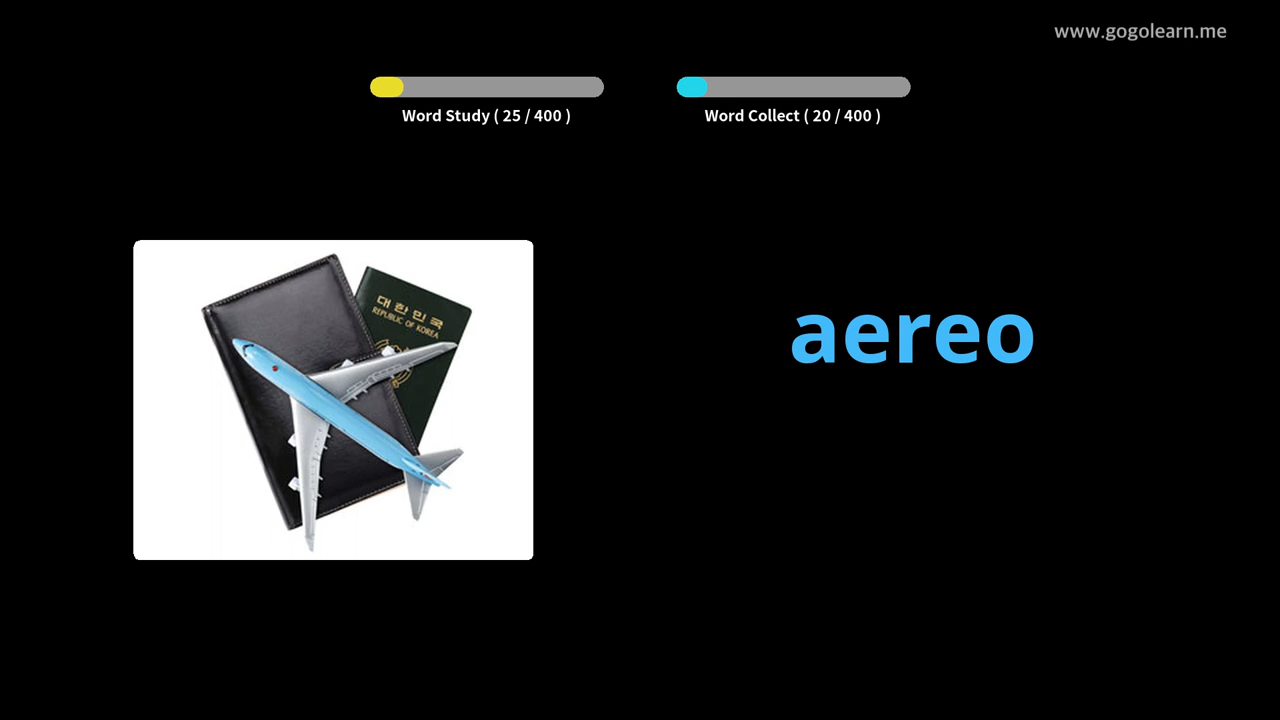 www.gogolearn.me
Word Study ( 25 / 400 )
Word Collect ( 20 / 400 )
대한민국
REPUBLIC OF KOREA
aereo